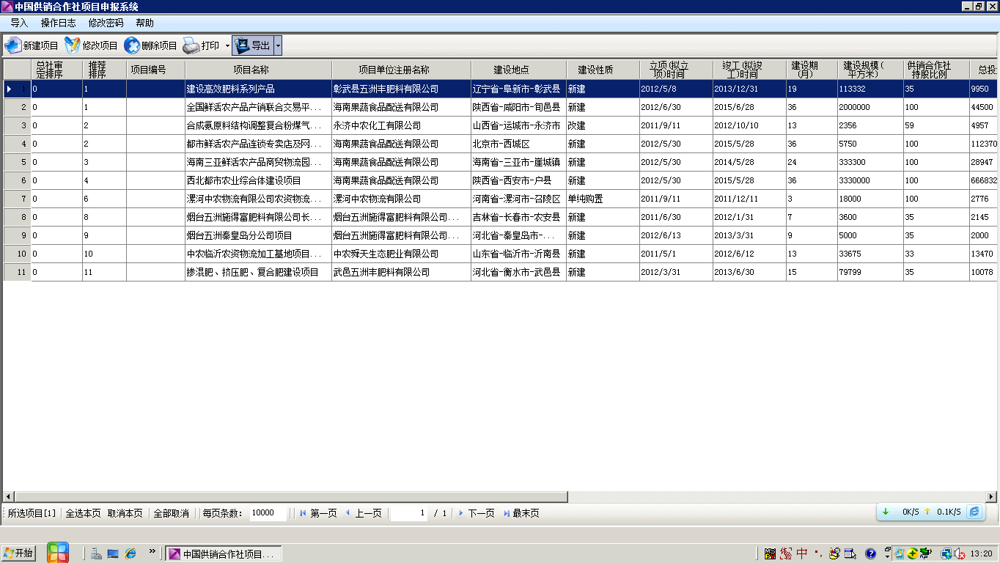 中国供销合作社项目申报系统
导入 操作日志 修改密码 帮助
新建项目 修改项目 删除项目 打印 导出
总社审定排序 推荐排序 项目编号 项目名称 项目单位注册名称 建设地点 建设性质 立项(拟立项)时间 竣工(拟竣工)时间 建设期(月) 建设规模(平方米) 供销合作社持股比例 总投
1 0 1 建设高效肥料系列产品 彰武县五洲丰肥料有限公司 辽宁省-阜新市-彰武县 新建 2012/5/8 2013/12/31 19 113332 35 9950
2 0 1 全国鲜活农产品产销联合交易平... 海南果蔬食品配送有限公司 陕西省-咸阳市-旬邑县 新建 2012/6/30 2015/6/28 36 2000000 100 44500
3 0 2 合成氨原料结构调整复合粉煤气... 永济中农化工有限公司 山西省-运城市-永济市 改建 2011/9/11 2012/10/10 13 2356 59 4957
4 0 2 都市鲜活农产品连锁专卖店及网... 海南果蔬食品配送有限公司 北京市-西城区 新建 2012/5/30 2015/5/28 36 5750 100 112370
5 0 3 海南三亚鲜活农产品商贸物流园... 海南果蔬食品配送有限公司 海南省-三亚市-崖城镇 新建 2012/5/30 2014/5/28 24 333300 100 28947
6 0 4 西北都市农业综合体建设项目 海南果蔬食品配送有限公司 陕西省-西安市-户县 新建 2012/5/30 2015/5/28 36 3330000 100 666832
7 0 6 漯河中农物流有限公司农资物流... 漯河中农物流有限公司 河南省-漯河市-召陵区 单纯购置 2011/9/11 2011/12/11 3 18000 100 2776
8 0 8 烟台五洲施得富肥料有限公司长... 烟台五洲施得富肥料有限公司... 吉林省-长春市-农安县 新建 2011/6/30 2012/1/31 7 3600 35 2145
9 0 9 烟台五洲秦皇岛分公司项目 烟台五洲施得富肥料有限公司... 河北省-秦皇岛市-... 新建 2012/6/13 2013/3/31 9 5000 35 2000
10 0 10 中农临沂农资物流加工基地项目... 中农舜天生态肥业有限公司 山东省-临沂市-沂南县 新建 2011/5/1 2012/6/12 13 33675 33 13470
11 0 11 掺混肥、挤压肥、复合肥建设项目 武邑五洲丰肥料有限公司 河北省-衡水市-武邑县 新建 2012/3/31 2013/6/30 15 79799 35 10078
所选项目[1] 全选本页 取消本页 全部取消 每页条数: 10000 第一页 上一页 1 / 1 下一页 最末页 0K/S 0.1K/S
开始 » 中国供销合作社项目... 中 13:20